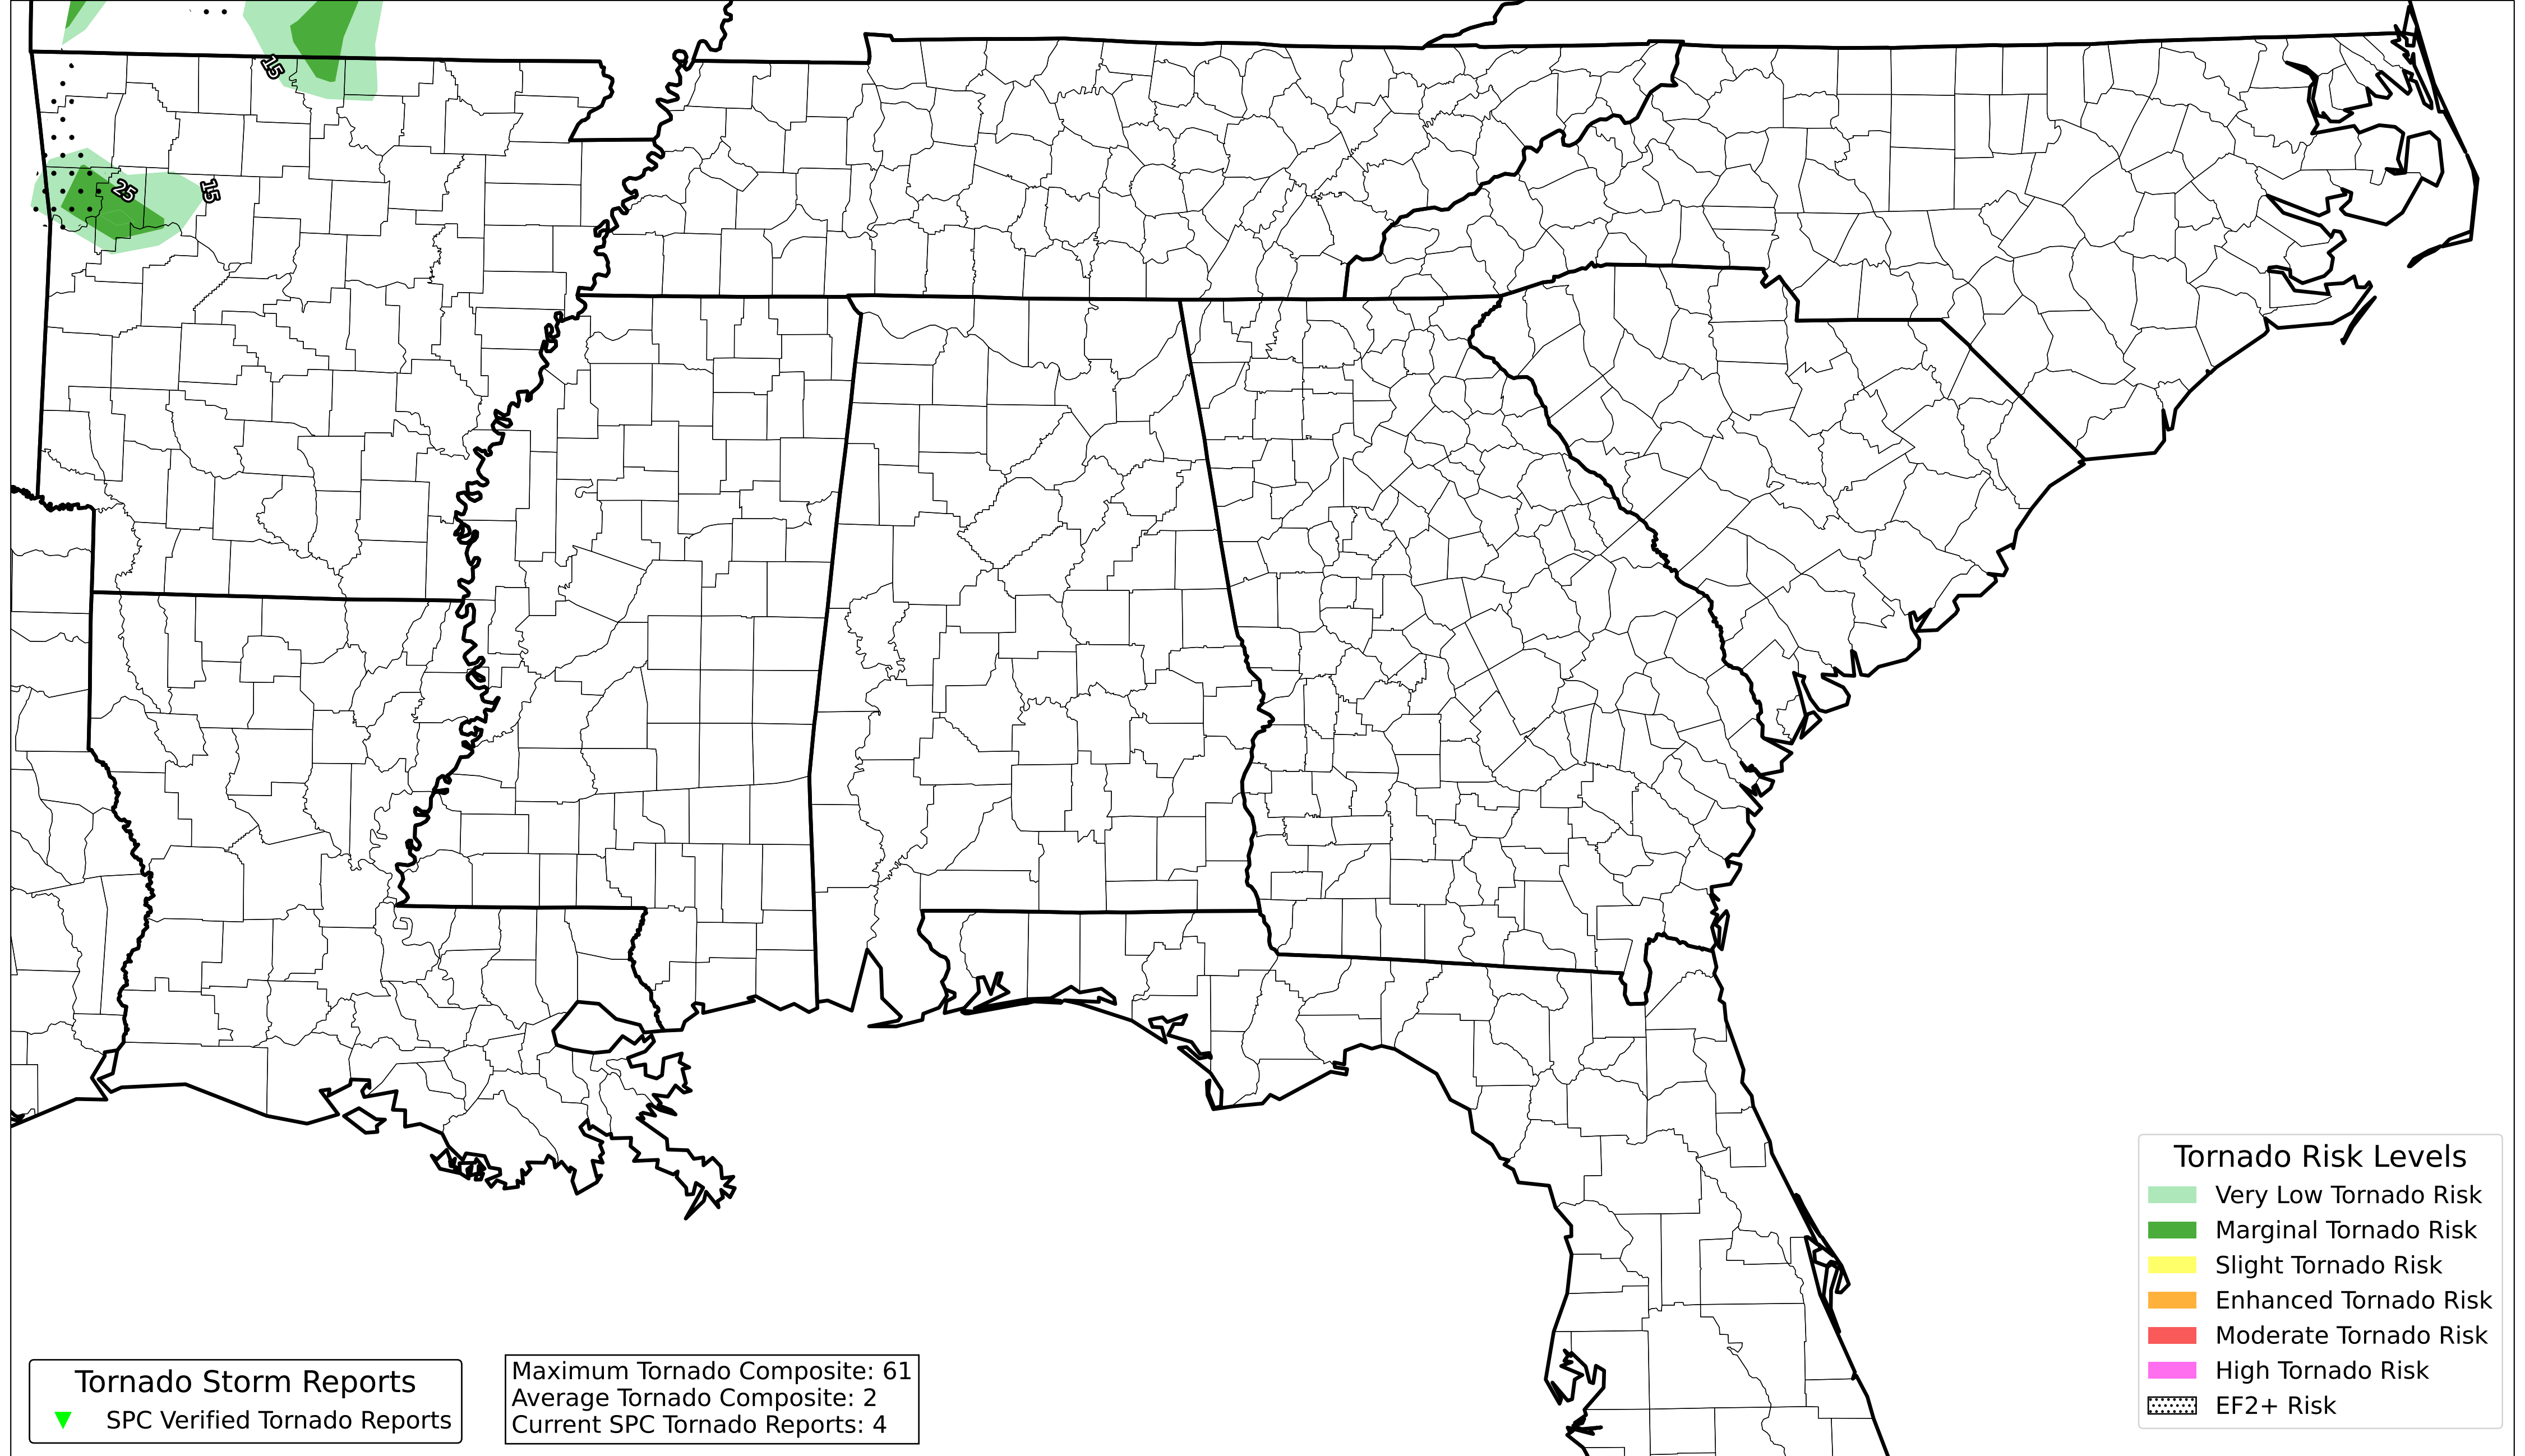 15
25
15
Tornado Risk Levels
Very Low Tornado Risk
Marginal Tornado Risk
Slight Tornado Risk
Enhanced Tornado Risk
Moderate Tornado Risk
High Tornado Risk
EF2+ Risk
Tornado Storm Reports
SPC Verified Tornado Reports
Maximum Tornado Composite: 61
Average Tornado Composite: 2
Current SPC Tornado Reports: 4